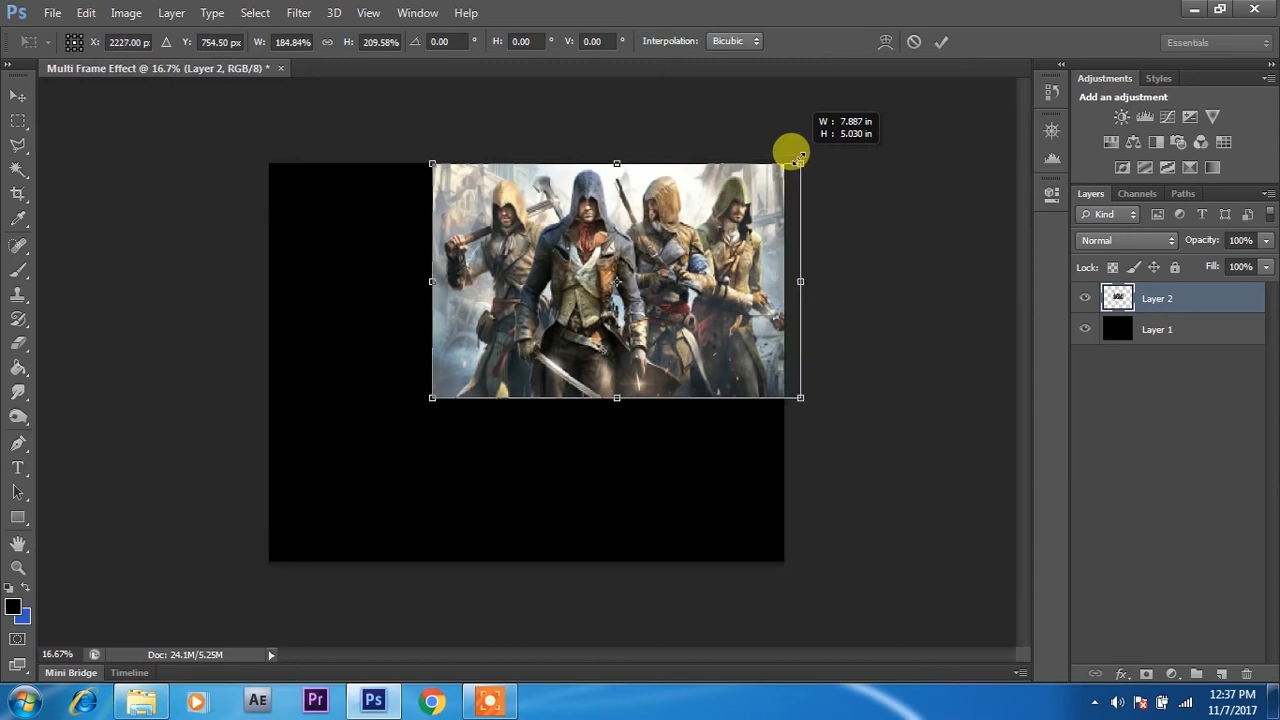 Ps File Edit Image Layer Type Select Filter 3D View Window Help
X: 2227.00 px Y: 754.50 px W: 184.84% H: 209.58% 0.00 ° H: 0.00 ° V: 0.00 ° Interpolation: Bicubic Essentials
Multi Frame Effect @ 16.7% (Layer 2, RGB/8) * ×
W : 7.887 in
H : 5.030 in
Adjustments Styles
Add an adjustment
Layers Channels Paths
Kind
Normal Opacity: 100%
Lock: Fill: 100%
Layer 2
Layer 1
T
16.67% Doc: 24.1M/5.25M
Mini Bridge Timeline
AE Pr Ps
12:37 PM
11/7/2017